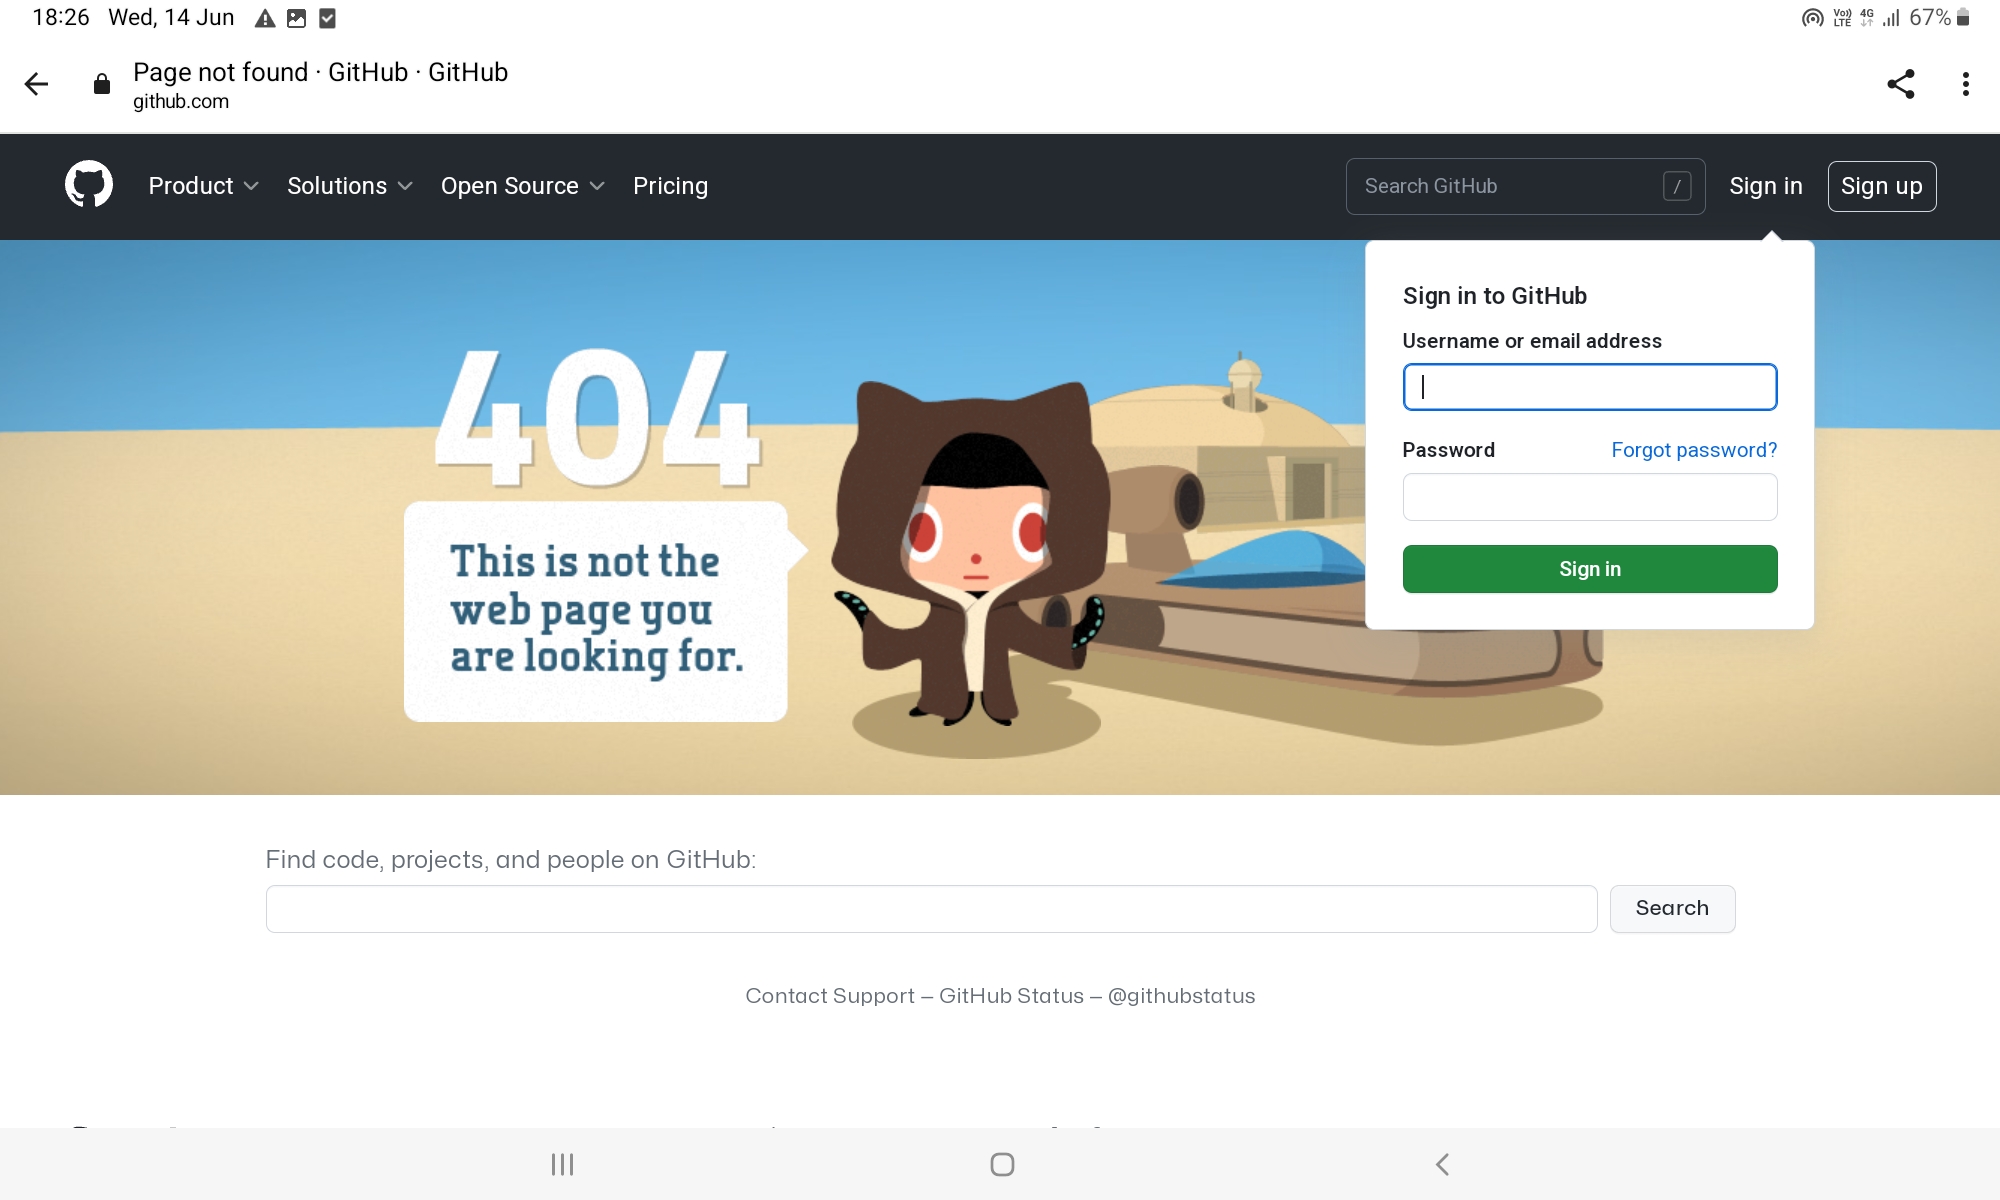 18:26 Wed, 14 Jun
Vo)) LTE 4G 67%
Page not found · GitHub · GitHub
github.com
Product Solutions Open Source Pricing
Search GitHub / Sign in Sign up
Sign in to GitHub
Username or email address
Password Forgot password?
Sign in
404
This is not the
web page you
are looking for.
Find code, projects, and people on GitHub:
Search
Contact Support — GitHub Status — @githubstatus